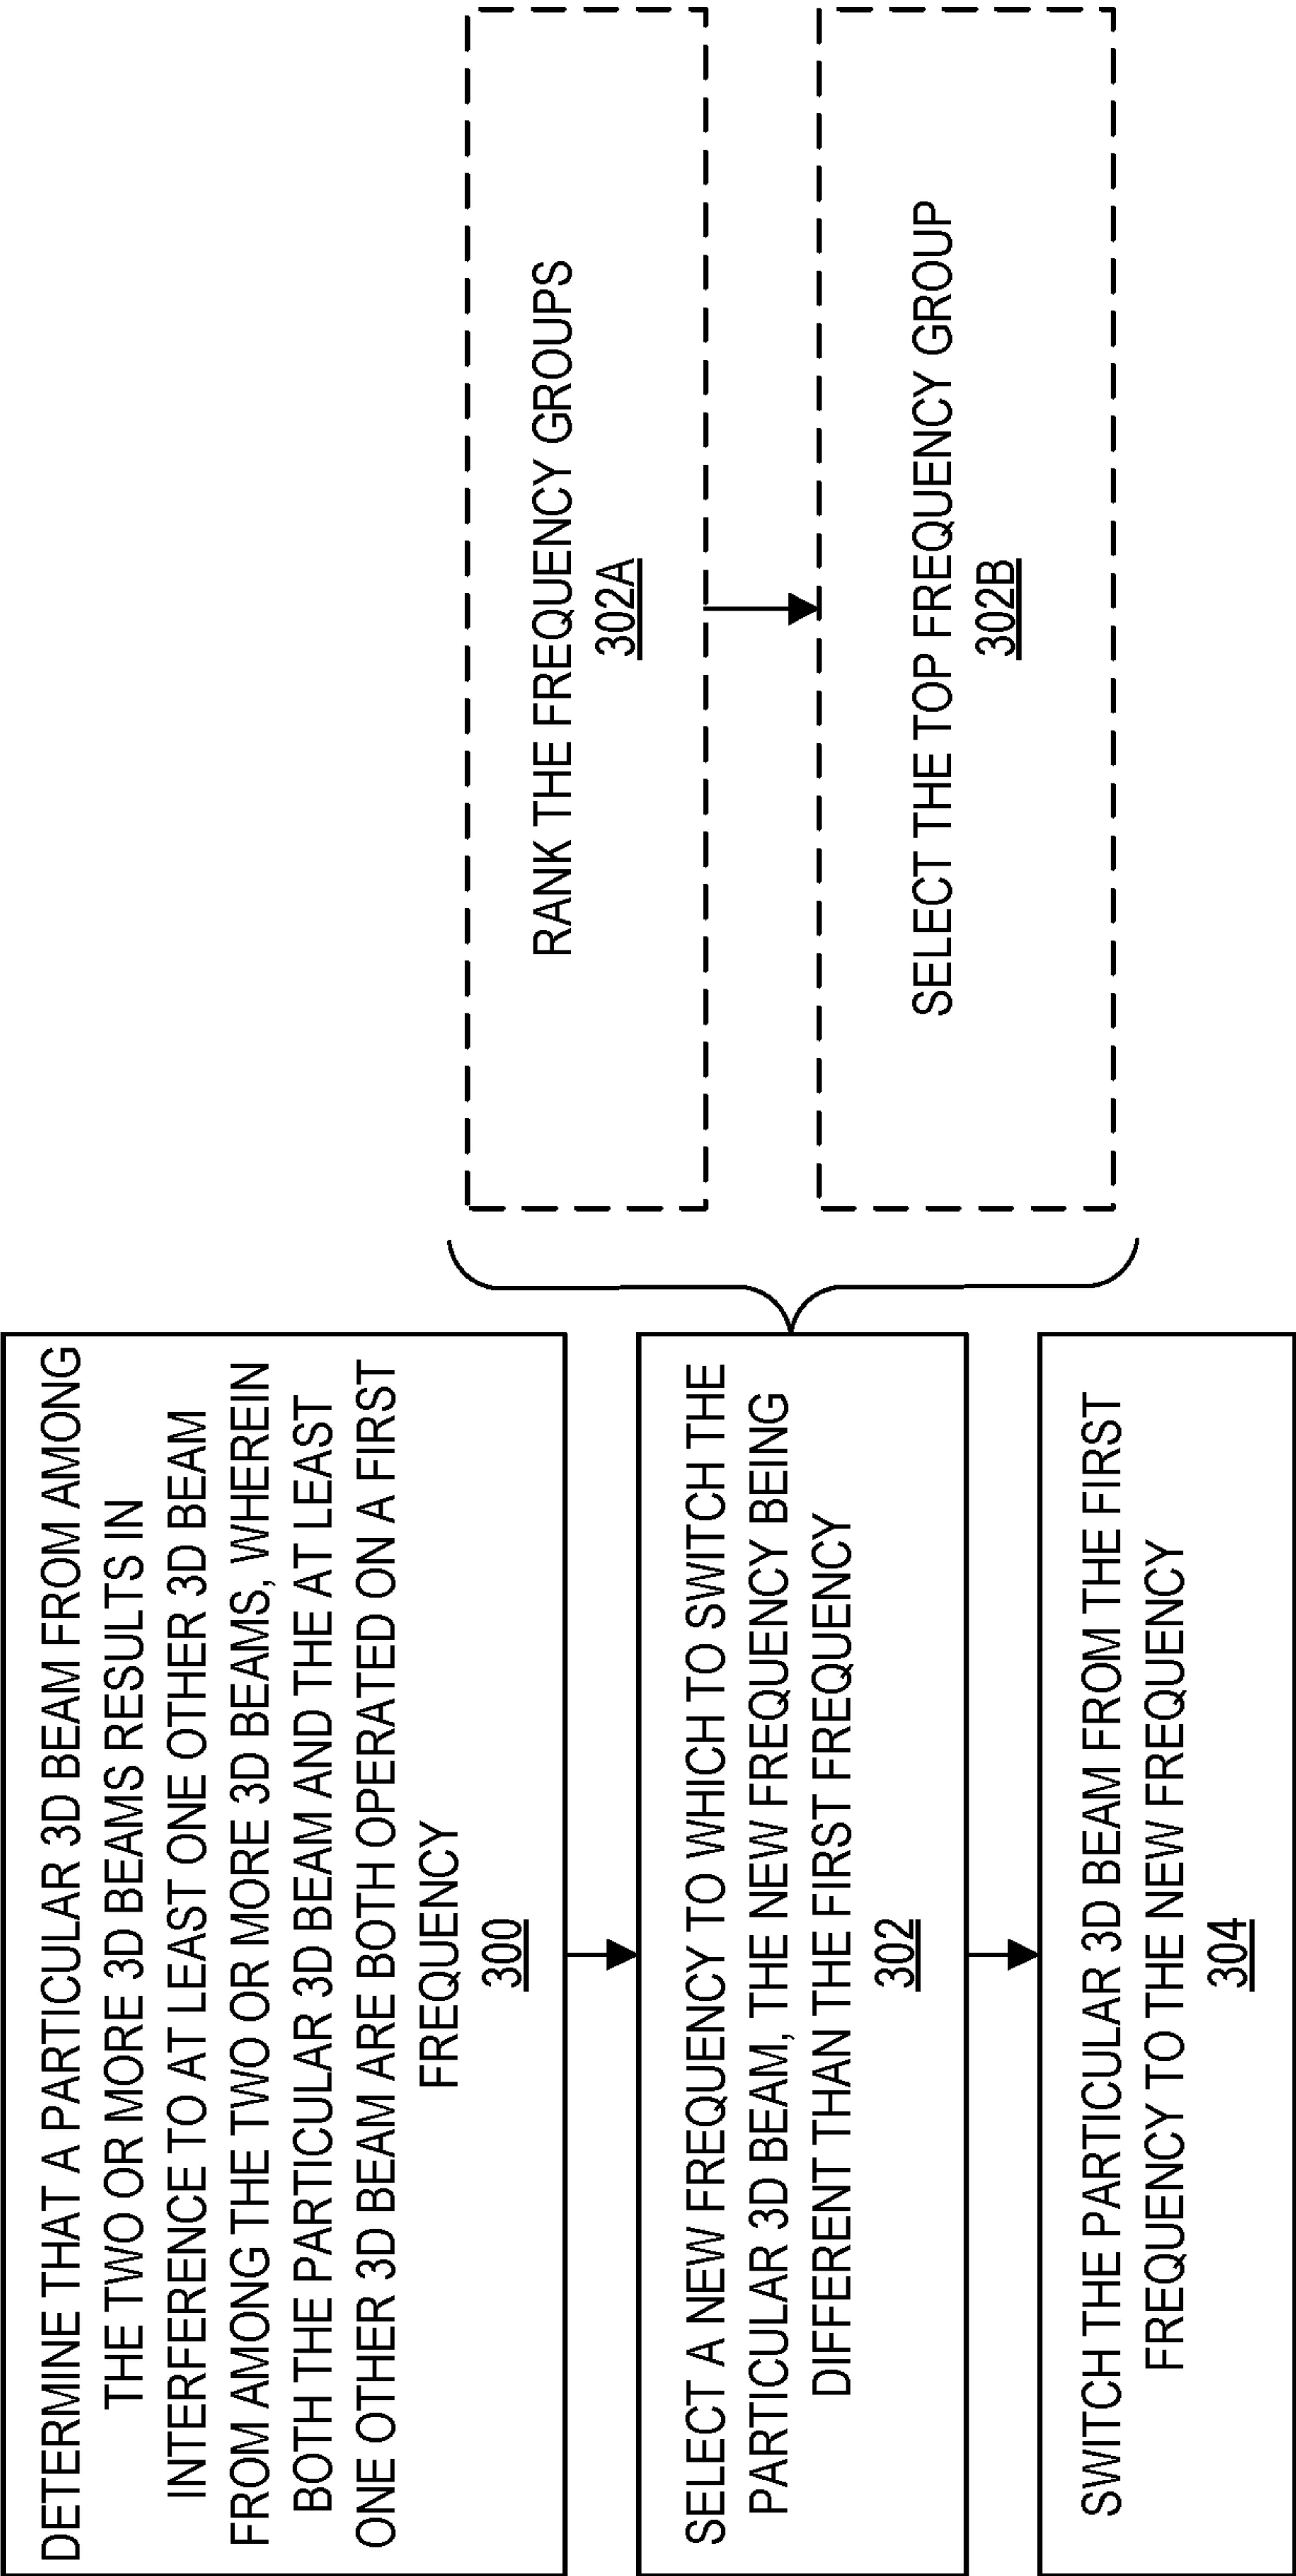 DETERMINE THAT A PARTICULAR 3D BEAM FROM AMONG
THE TWO OR MORE 3D BEAMS RESULTS IN
INTERFERENCE TO AT LEAST ONE OTHER 3D BEAM
FROM AMONG THE TWO OR MORE 3D BEAMS, WHEREIN
BOTH THE PARTICULAR 3D BEAM AND THE AT LEAST
ONE OTHER 3D BEAM ARE BOTH OPERATED ON A FIRST
FREQUENCY
300
SELECT A NEW FREQUENCY TO WHICH TO SWITCH THE
PARTICULAR 3D BEAM, THE NEW FREQUENCY BEING
DIFFERENT THAN THE FIRST FREQUENCY
302
RANK THE FREQUENCY GROUPS
302A
SELECT THE TOP FREQUENCY GROUP
302B
SWITCH THE PARTICULAR 3D BEAM FROM THE FIRST
FREQUENCY TO THE NEW FREQUENCY
304